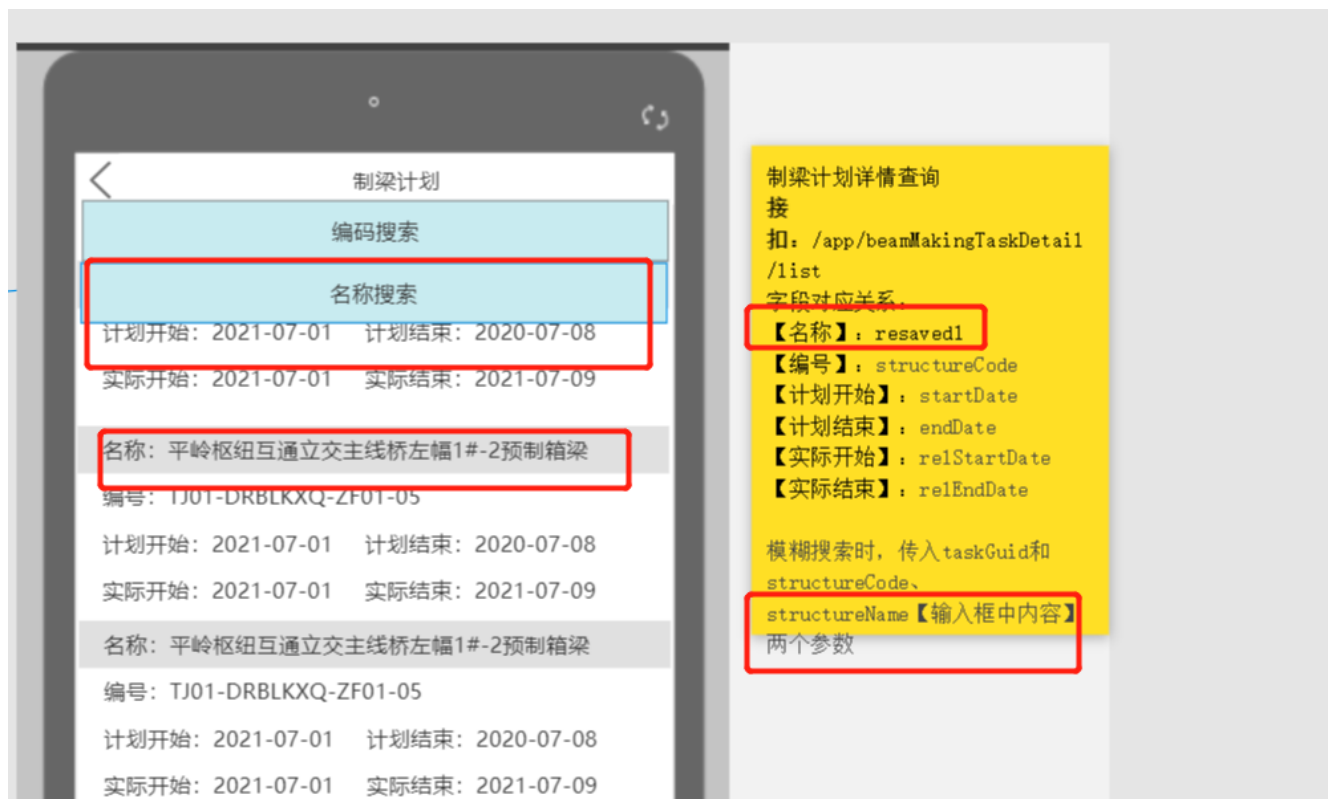 制梁计划
编码搜索
名称搜索
计划开始：2021-07-01 计划结束：2020-07-08
实际开始：2021-07-01 实际结束：2021-07-09
名称：平岭枢纽互通立交主线桥左幅1#-2预制箱梁
编号：TJ01-DRBLKXQ-ZF01-05
计划开始：2021-07-01 计划结束：2020-07-08
实际开始：2021-07-01 实际结束：2021-07-09
名称：平岭枢纽互通立交主线桥左幅1#-2预制箱梁
编号：TJ01-DRBLKXQ-ZF01-05
计划开始：2021-07-01 计划结束：2020-07-08
实际开始：2021-07-01 实际结束：2021-07-09
制梁计划详情查询
接
扣：/app/beamMakingTaskDetail
/list
字段对应关系：
【名称】：resaved1
【编号】：structureCode
【计划开始】：startDate
【计划结束】：endDate
【实际开始】：relStartDate
【实际结束】：relEndDate
模糊搜索时，传入taskGuid和
structureCode、
structureName【输入框中内容】
两个参数